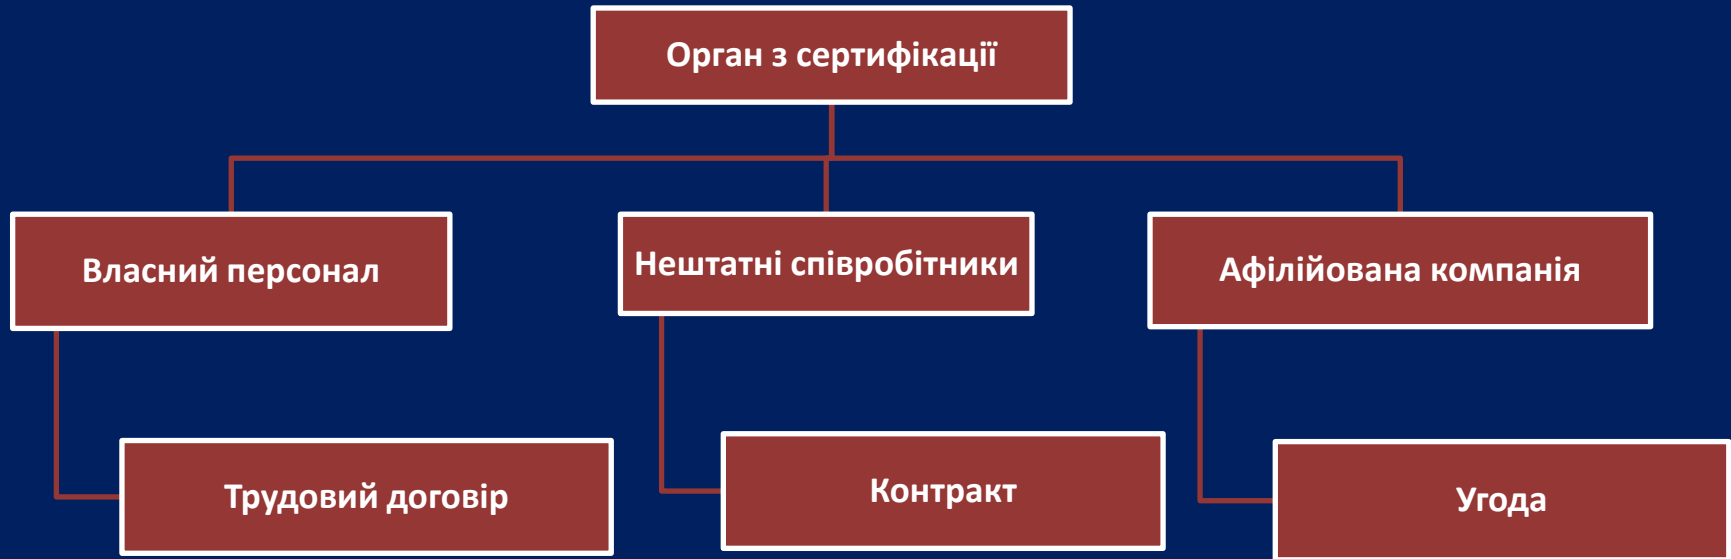 Орган з сертифікації
Власний персонал
Нештатні співробітники
Афілійована компанія
Трудовий договір
Контракт
Угода